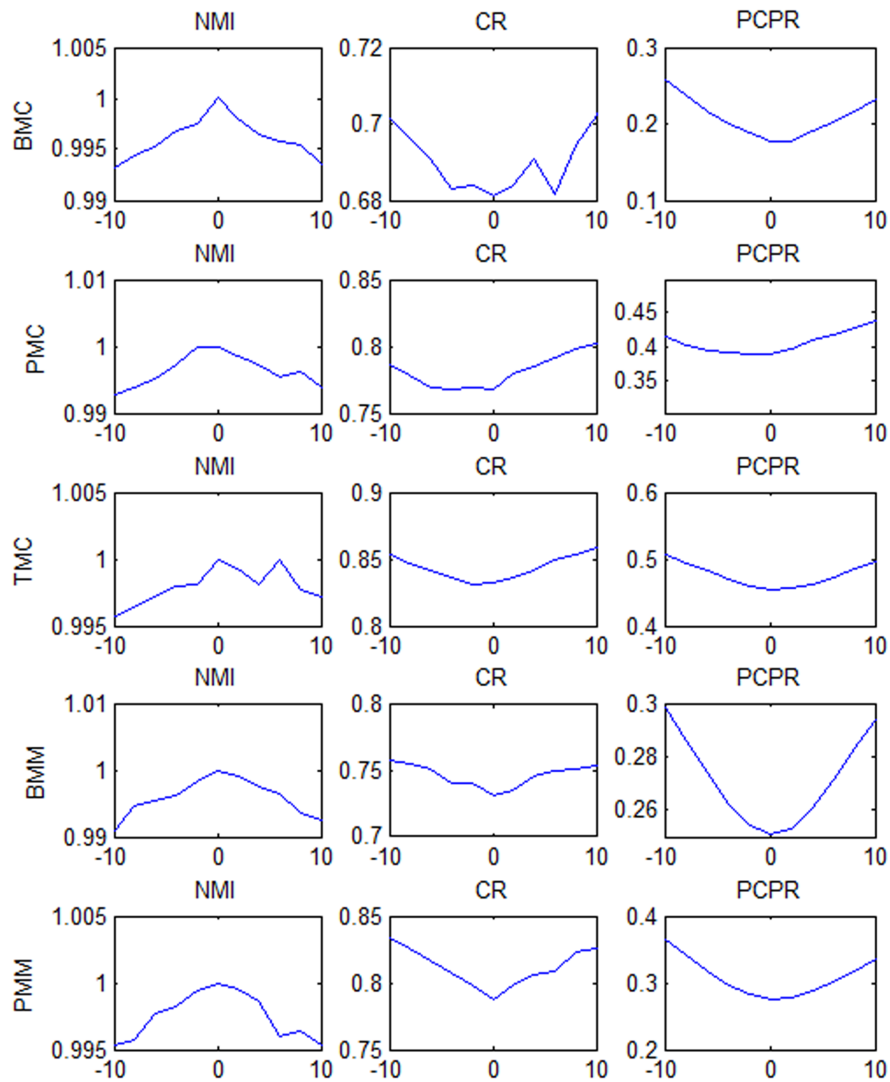 NMI CR PCPR
BMC
1.005 0.72 0.3
1 0.7 0.2
0.995
0.99 0.68 0.1
-10 0 10 -10 0 10 -10 0 10
NMI CR PCPR
PMC
1.01 0.85
0.45
1 0.8 0.4
0.35
0.99 0.75
-10 0 10 -10 0 10 -10 0 10
NMI CR PCPR
TMC
1.005 0.9 0.6
1 0.85 0.5
0.995 0.8 0.4
-10 0 10 -10 0 10 -10 0 10
NMI CR PCPR
BMM
1.01 0.8 0.3
0.28
1 0.75
0.26
0.99 0.7
-10 0 10 -10 0 10 -10 0 10
NMI CR PCPR
PMM
1.005 0.85 0.4
1 0.8 0.3
0.995 0.75 0.2
-10 0 10 -10 0 10 -10 0 10